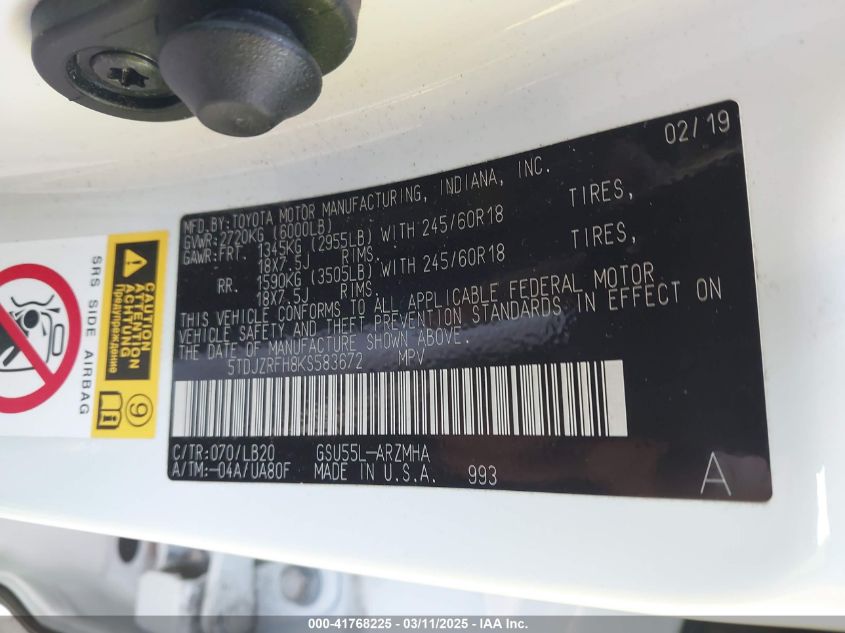 02/19
MFD.BY:TOYOTA MOTOR MANUFACTURING, INDIANA, INC.
GVWR:2720KG (6000LB)
GAWR:FRT. 1345KG (2955LB) WITH 245/60R18 TIRES,
18X7.5J RIMS.
RR. 1590KG (3505LB) WITH 245/60R18 TIRES,
18X7.5J RIMS.
THIS VEHICLE CONFORMS TO ALL APPLICABLE FEDERAL MOTOR
VEHICLE SAFETY AND THEFT PREVENTION STANDARDS IN EFFECT ON
THE DATE OF MANUFACTURE SHOWN ABOVE.
5TDJZRFH8KS583672 MPV
C/TR:070/LB20 GSU55L-ARZMHA
A/TM:-04A/UA80F MADE IN U.S.A. 993
A
SRS SIDE AIRBAG
CAUTION
ATTENTION
ACHTUNG
Предупреждение
9
000-41768225 - 03/11/2025 - IAA Inc.